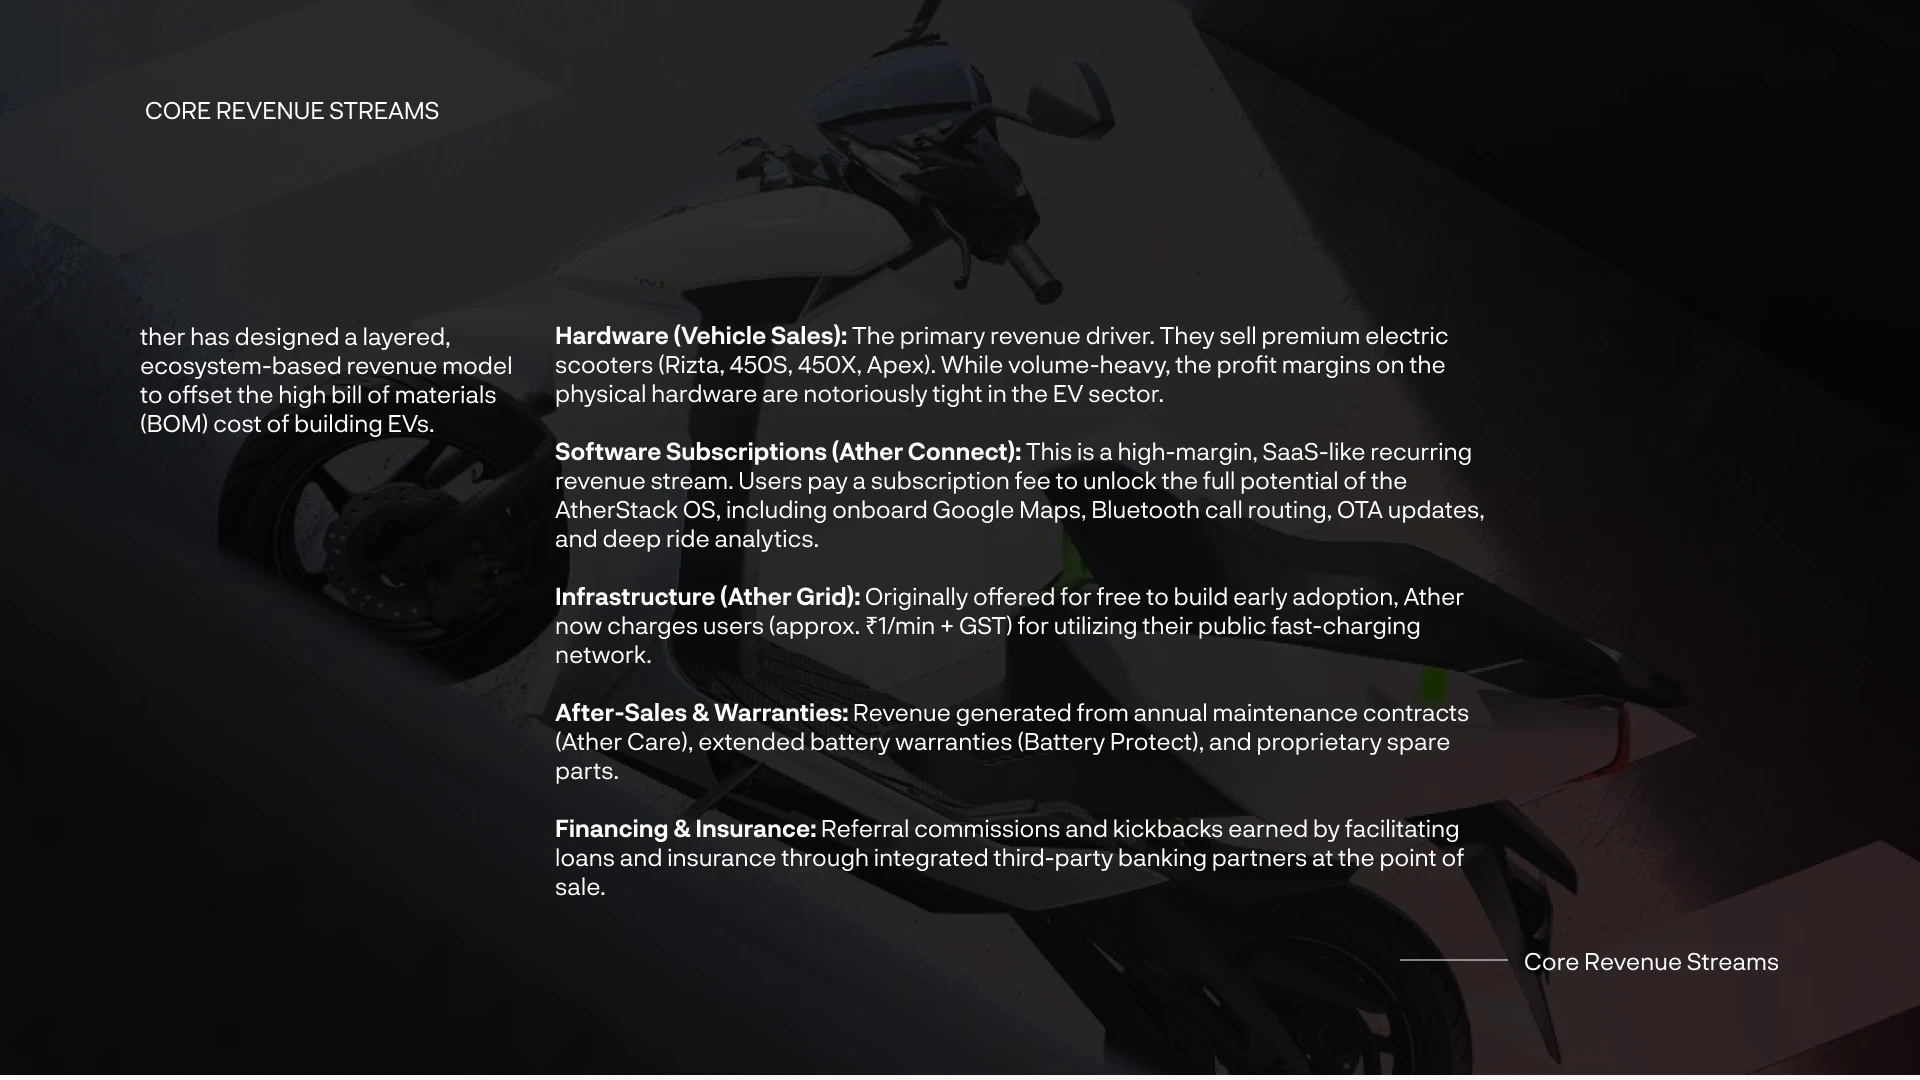 CORE REVENUE STREAMS
ther has designed a layered,
ecosystem-based revenue model
to offset the high bill of materials
(BOM) cost of building EVs.
Hardware (Vehicle Sales): The primary revenue driver. They sell premium electric
scooters (Rizta, 450S, 450X, Apex). While volume-heavy, the profit margins on the
physical hardware are notoriously tight in the EV sector.
Software Subscriptions (Ather Connect): This is a high-margin, SaaS-like recurring
revenue stream. Users pay a subscription fee to unlock the full potential of the
AtherStack OS, including onboard Google Maps, Bluetooth call routing, OTA updates,
and deep ride analytics.
Infrastructure (Ather Grid): Originally offered for free to build early adoption, Ather
now charges users (approx. ₹1/min + GST) for utilizing their public fast-charging
network.
After-Sales & Warranties: Revenue generated from annual maintenance contracts
(Ather Care), extended battery warranties (Battery Protect), and proprietary spare
parts.
Financing & Insurance: Referral commissions and kickbacks earned by facilitating
loans and insurance through integrated third-party banking partners at the point of
sale.
Core Revenue Streams